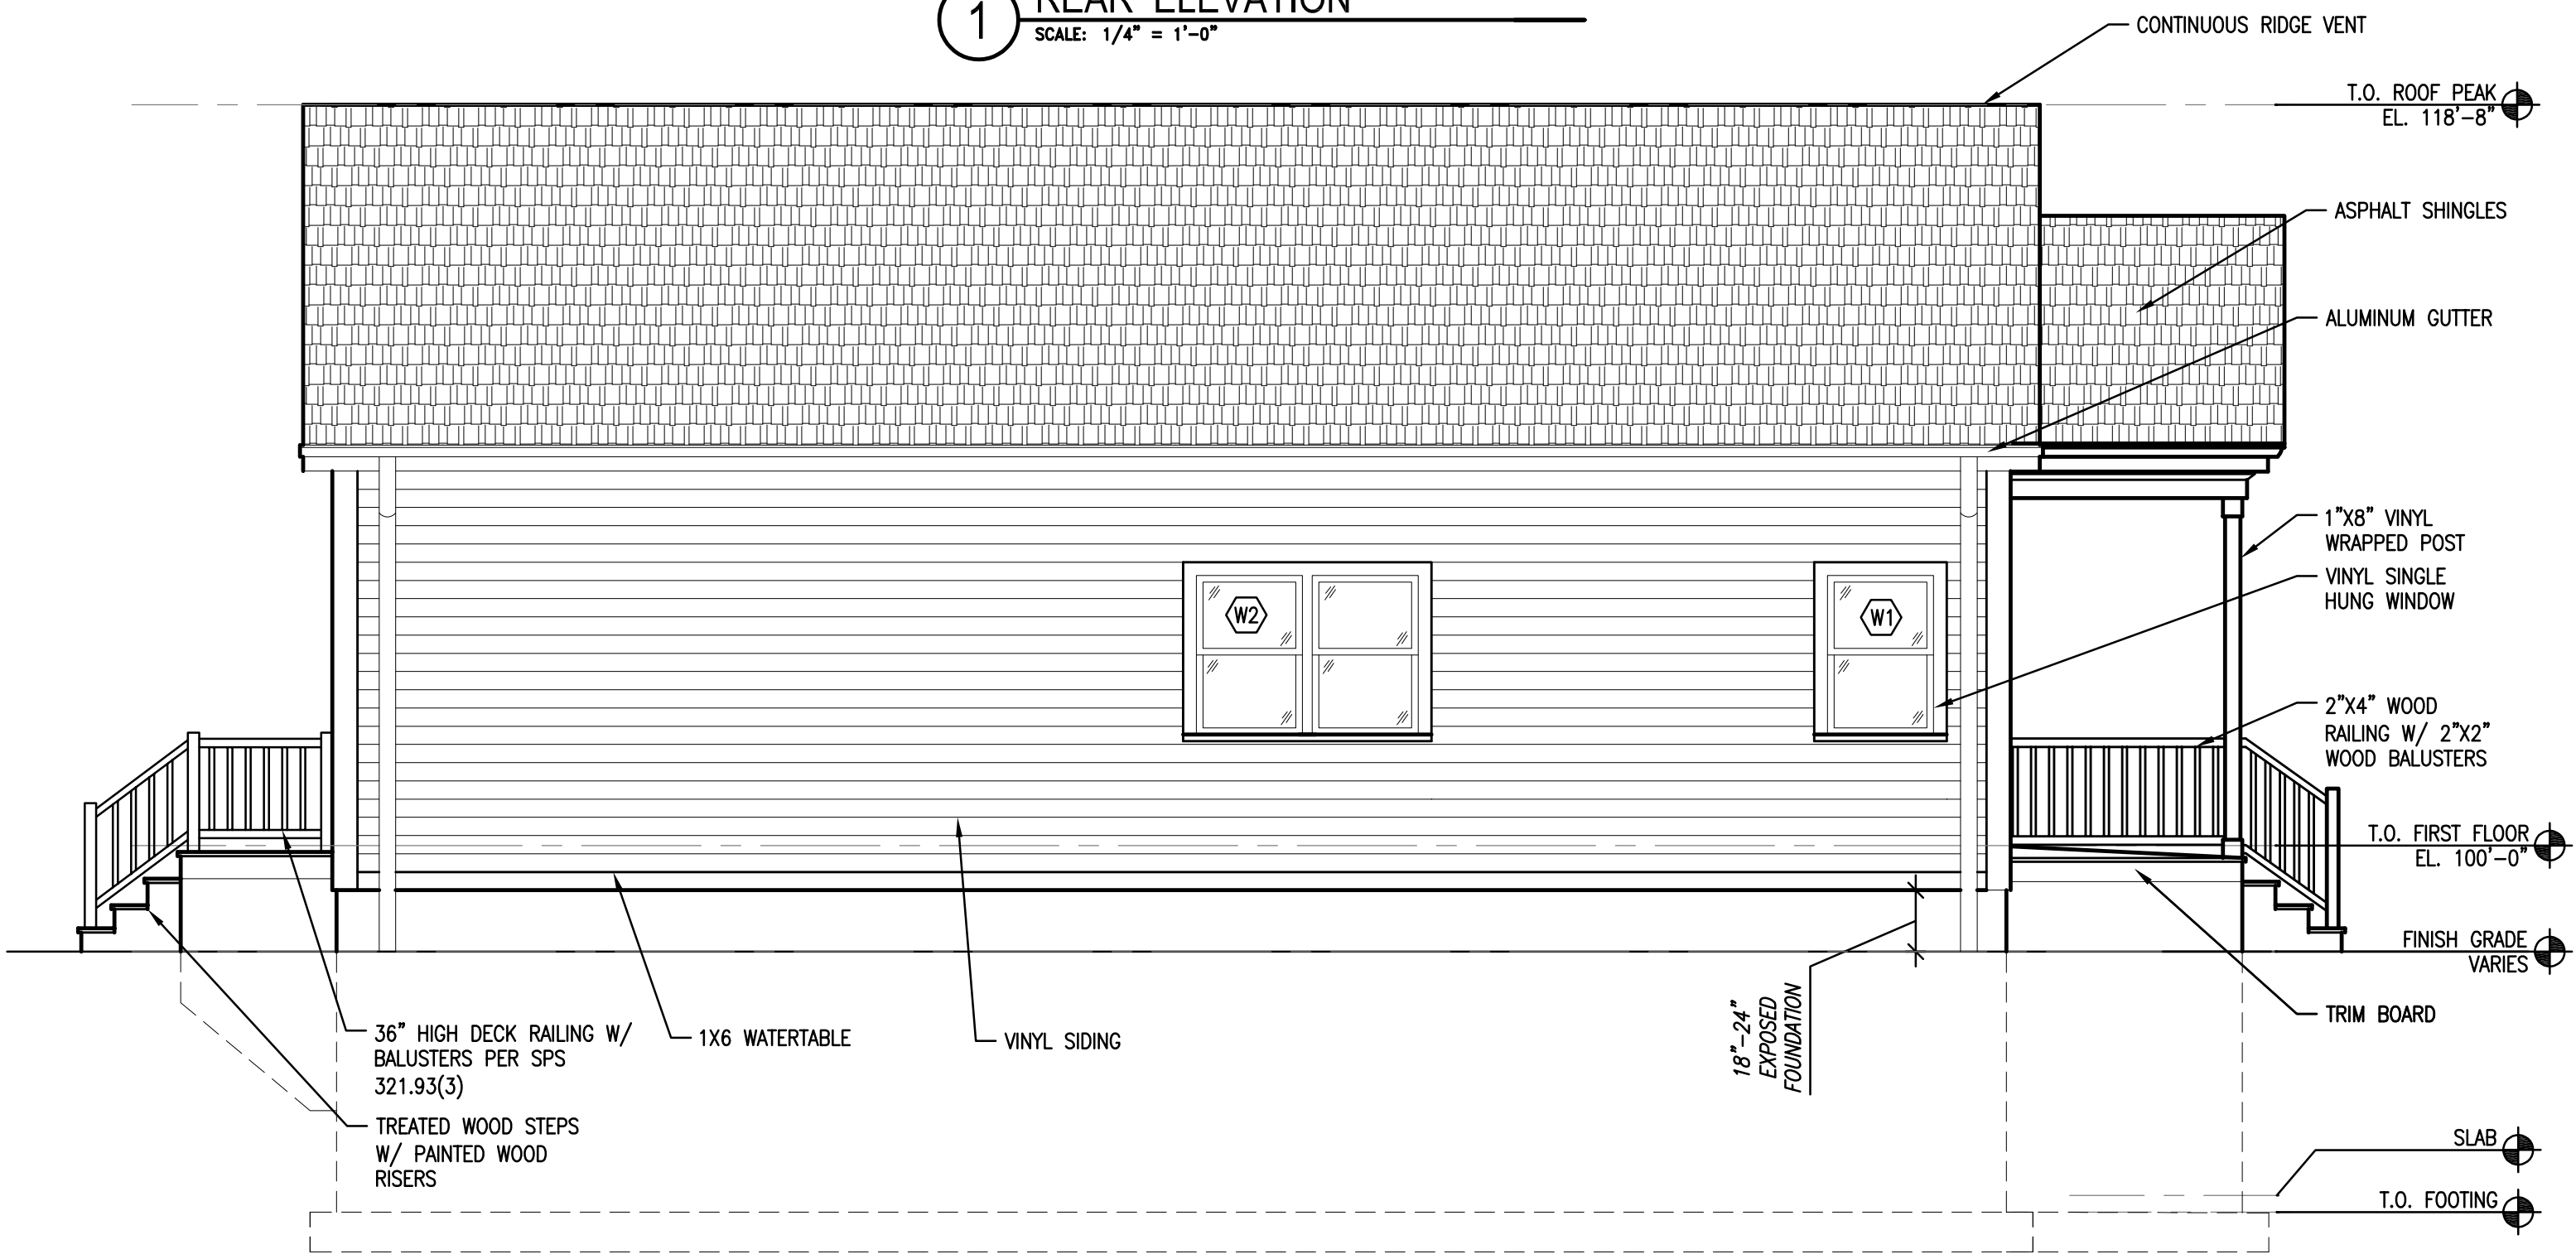 1
REAR ELEVATION
SCALE: 1/4" = 1'-0"
CONTINUOUS RIDGE VENT
T.O. ROOF PEAK
EL. 118'-8"
ASPHALT SHINGLES
ALUMINUM GUTTER
1"X8" VINYL
WRAPPED POST
VINYL SINGLE
HUNG WINDOW
W2
W1
2"X4" WOOD
RAILING W/ 2"X2"
WOOD BALUSTERS
T.O. FIRST FLOOR
EL. 100'-0"
FINISH GRADE
VARIES
TRIM BOARD
36" HIGH DECK RAILING W/
BALUSTERS PER SPS
321.93(3)
1X6 WATERTABLE
VINYL SIDING
18"-24"
EXPOSED
FOUNDATION
TREATED WOOD STEPS
W/ PAINTED WOOD
RISERS
SLAB
T.O. FOOTING